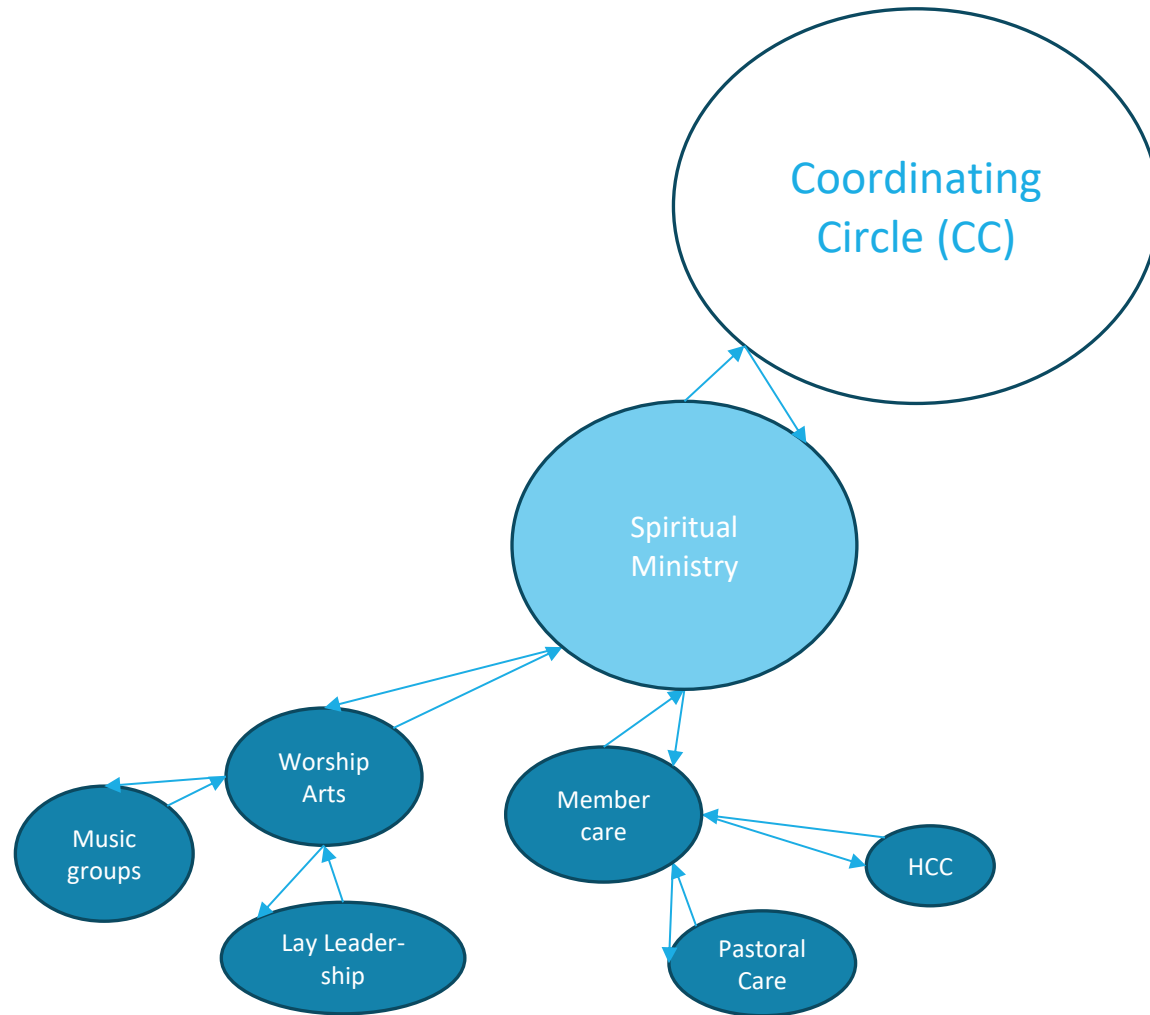 Coordinating
Circle (CC)
Spiritual
Ministry
Worship
Arts
Member
care
Music
groups
HCC
Lay Leader-
ship
Pastoral
Care